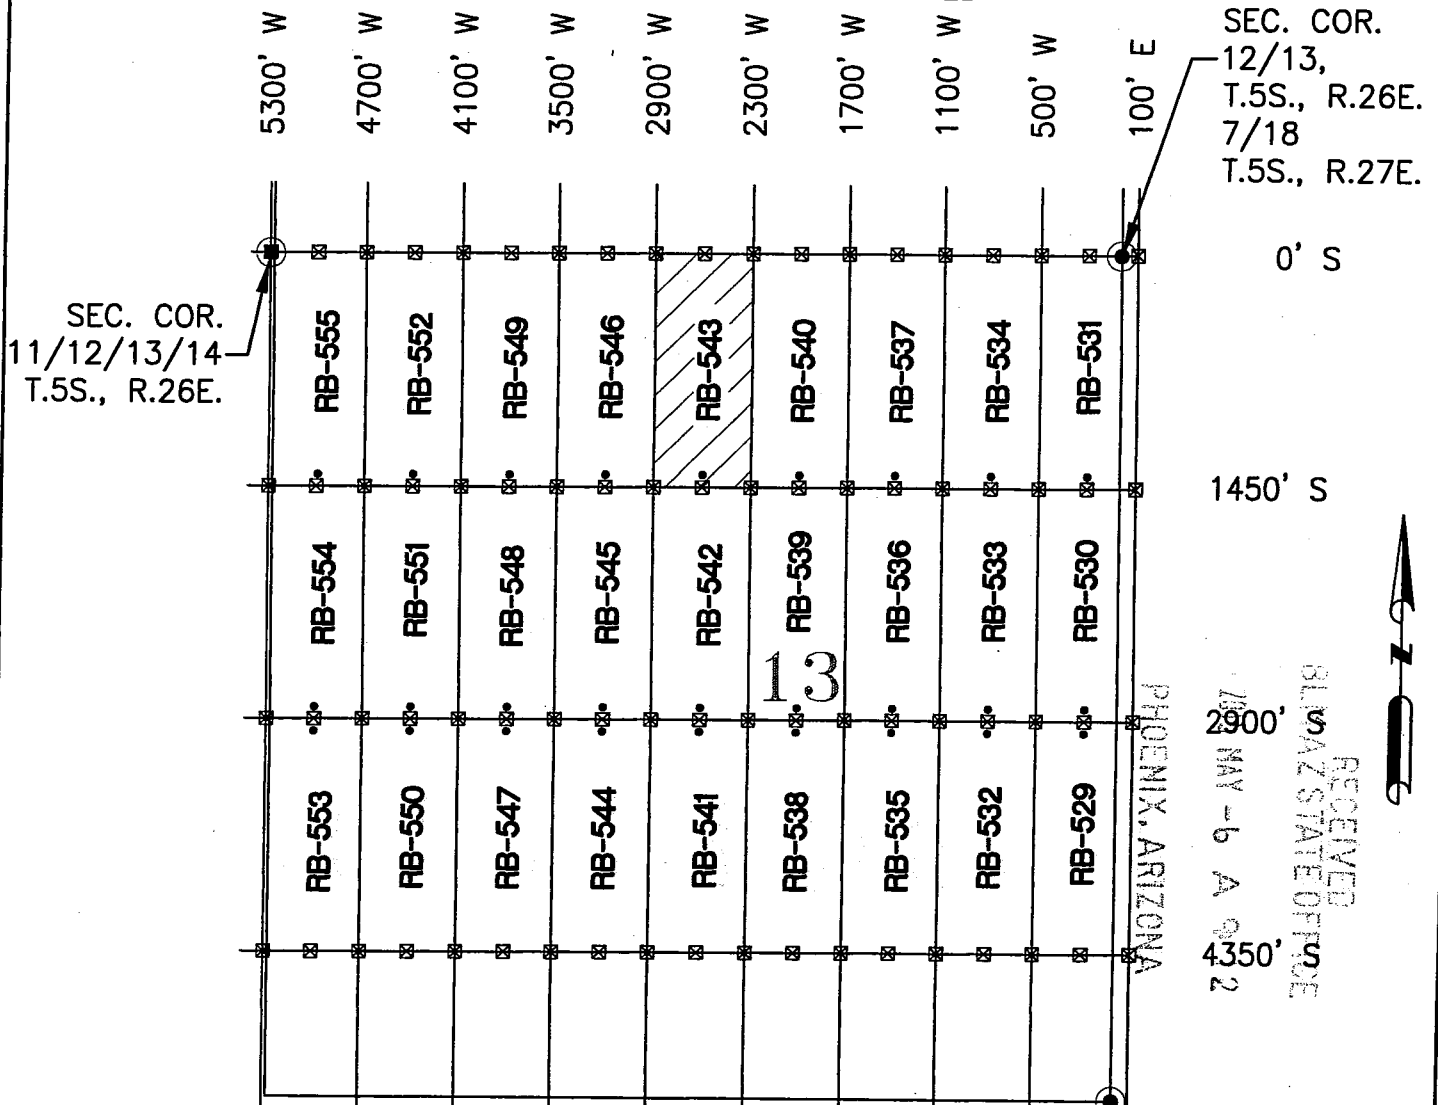 5300' W
4700' W
4100' W
3500' W
2900' W
2300' W
1700' W
1100' W
500' W
100' E
SEC. COR.
12/13,
T.5S., R.26E.
7/18
T.5S., R.27E.
0' S
SEC. COR.
11/12/13/14
T.5S., R.26E.
RB-555
RB-552
RB-549
RB-546
RB-543
RB-540
RB-537
RB-534
RB-531
1450' S
RB-554
RB-551
RB-548
RB-545
RB-542
RB-539
RB-536
RB-533
RB-530
13
N
2900' S
RB-553
RB-550
RB-547
RB-544
RB-541
RB-538
RB-535
RB-532
RB-529
4350' S
RECEIVED
AZ STATE OFFICE
MAY -6 A
PHOENIX, ARIZONA